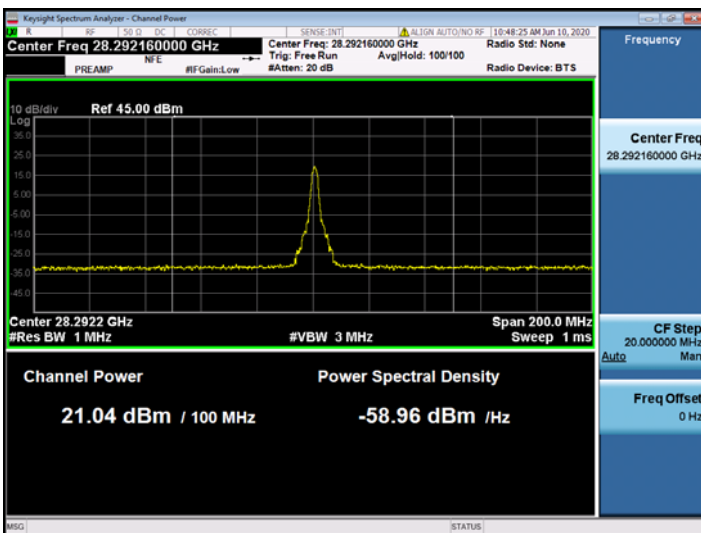 Keysight Spectrum Analyzer - Channel Power
R RF 50 Ω DC CORREC SENSE:INT ALIGN AUTO/NO RF 10:48:25 AM Jun 10, 2020
Center Freq 28.292160000 GHz Center Freq: 28.292160000 GHz Radio Std: None
NFE Trig: Free Run Avg|Hold: 100/100
PREAMP #IFGain:Low #Atten: 20 dB Radio Device: BTS
10 dB/div Ref 45.00 dBm
Log
35.0
25.0
15.0
5.00
-5.00
-15.0
-25.0
-35.0
-45.0
Center 28.2922 GHz Span 200.0 MHz
#Res BW 1 MHz #VBW 3 MHz Sweep 1 ms
Channel Power Power Spectral Density
21.04 dBm / 100 MHz -58.96 dBm /Hz
MSG STATUS
Frequency
Center Freq
28.292160000 GHz
CF Step
20.000000 MHz
Auto Man
Freq Offset
0 Hz